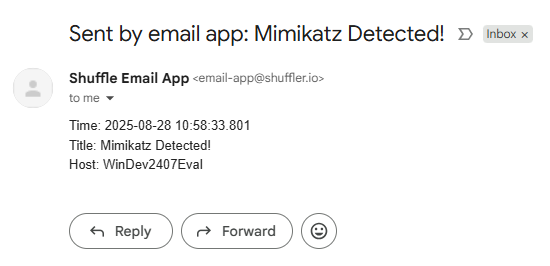 Sent by email app: Mimikatz Detected! Inbox ×
Shuffle Email App <email-app@shuffler.io>
to me
Time: 2025-08-28 10:58:33.801
Title: Mimikatz Detected!
Host: WinDev2407Eval
Reply Forward